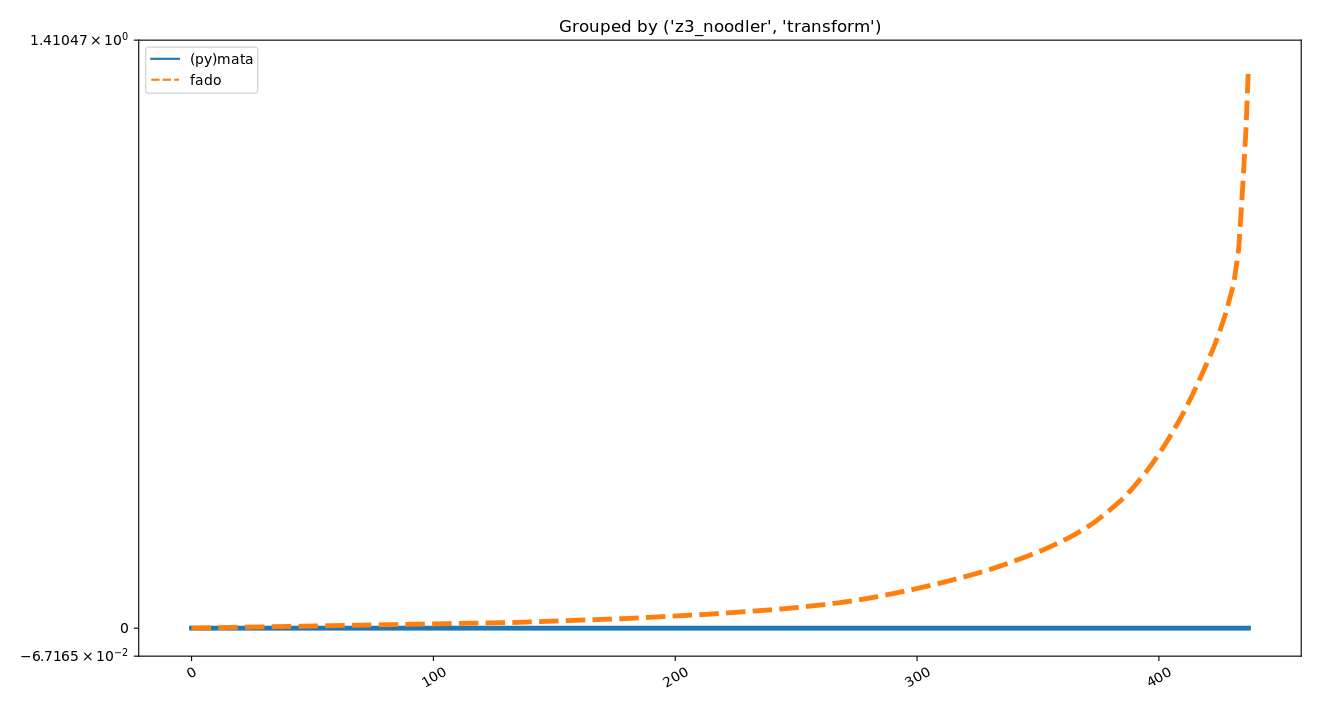 Grouped by ('z3_noodler', 'transform')
1.41047 × 10⁰
(py)mata
fado
0
−6.7165 × 10⁻²
0
100
200
300
400